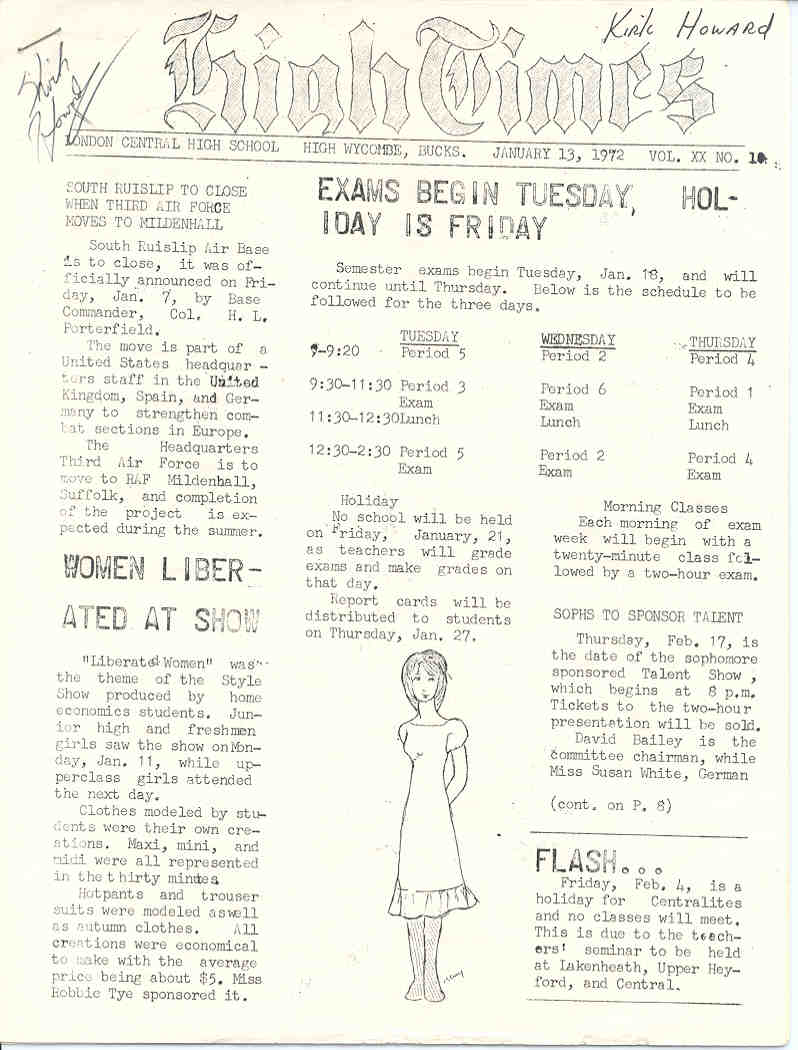 Kirk Howard
Kirk
Howard
High Times
LONDON CENTRAL HIGH SCHOOL HIGH WYCOMBE, BUCKS. JANUARY 13, 1972 VOL. XX NO. 10
SOUTH RUISLIP TO CLOSE
WHEN THIRD AIR FORCE
MOVES TO MILDENHALL
South Ruislip Air Base
is to close, it was of-
ficially announced on Fri-
day, Jan. 7, by Base
Commander, Col. H. L.
Porterfield.
The move is part of a
United States headquar -
ters staff in the United
Kingdom, Spain, and Ger-
many to strengthen com-
bat sections in Europe.
The Headquarters
Third Air Force is to
move to RAF Mildenhall,
Suffolk, and completion
of the project is ex-
pected during the summer.
WOMEN LIBER-
ATED AT SHOW
"Liberated Women" was
the theme of the Style
Show produced by home
economics students. Jun-
ior high and freshmen
girls saw the show on Mon-
day, Jan. 11, while up-
perclass girls attended
the next day.
Clothes modeled by stu-
dents were their own cre-
ations. Maxi, mini, and
midi were all represented
in the thirty minutes.
Hotpants and trouser
suits were modeled aswell
as autumn clothes. All
creations were economical
to make with the average
price being about $5. Miss
Robbie Tye sponsored it.
EXAMS BEGIN TUESDAY, HOL-
IDAY IS FRIDAY
Semester exams begin Tuesday, Jan. 18, and will
continue until Thursday. Below is the schedule to be
followed for the three days.
TUESDAY WEDNESDAY THURSDAY
9-9:20 Period 5 Period 2 Period 4
9:30-11:30 Period 3 Period 6 Period 1
Exam Exam Exam
11:30-12:30Lunch Lunch Lunch
12:30-2:30 Period 5 Period 2 Period 4
Exam Exam Exam
Holiday
No school will be held
on Friday, January, 21,
as teachers will grade
exams and make grades on
that day.
Report cards will be
distributed to students
on Thursday, Jan. 27.
Morning Classes
Each morning of exam
week will begin with a
twenty-minute class fol-
lowed by a two-hour exam.
SOPHS TO SPONSOR TALENT
Thursday, Feb. 17, is
the date of the sophomore
sponsored Talent Show ,
which begins at 8 p.m.
Tickets to the two-hour
presentation will be sold.
David Bailey is the
committee chairman, while
Miss Susan White, German
(cont. on P. 8)
FLASH...
Friday, Feb. 4, is a
holiday for Centralites
and no classes will meet.
This is due to the teach-
ers' seminar to be held
at Lakenheath, Upper Hey-
ford, and Central.